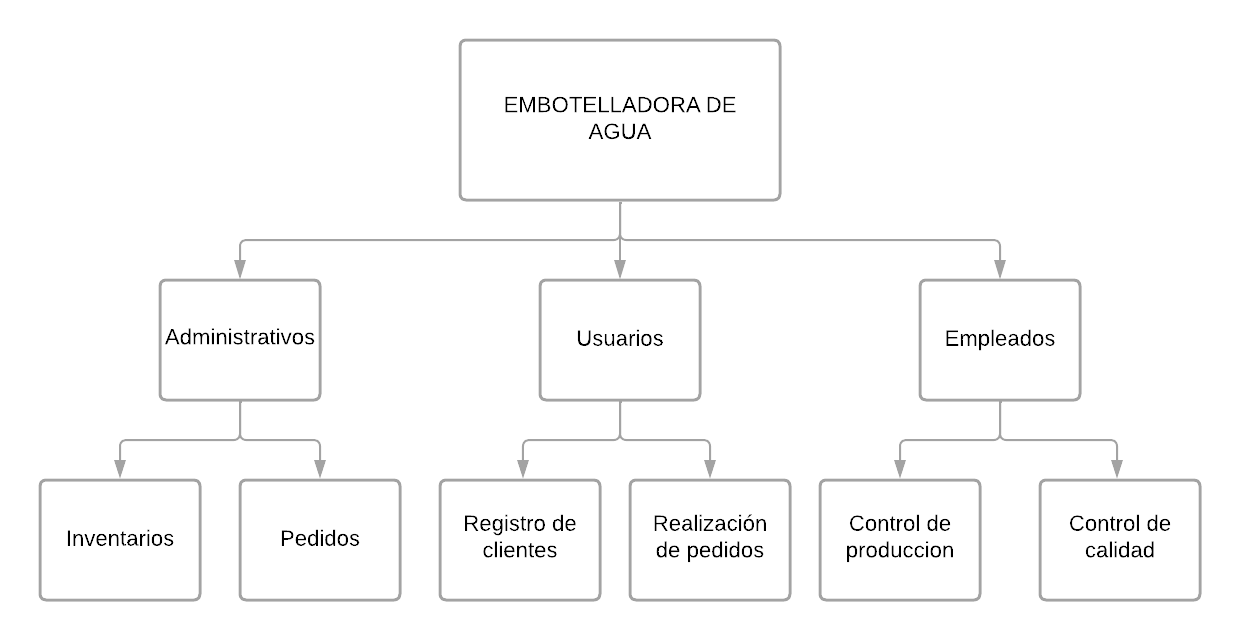 EMBOTELLADORA DE
AGUA
Administrativos
Usuarios
Empleados
Inventarios
Pedidos
Registro de
clientes
Realización
de pedidos
Control de
produccion
Control de
calidad